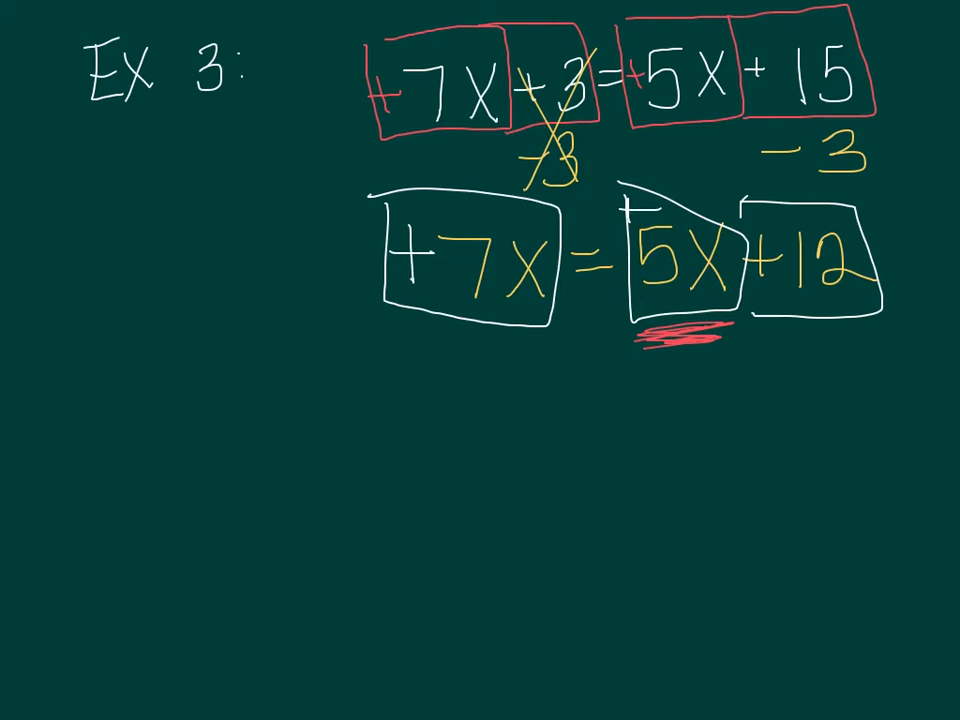 Ex 3: +7x +3 = +5x + 15
-3 - 3
+7x = +5x +12